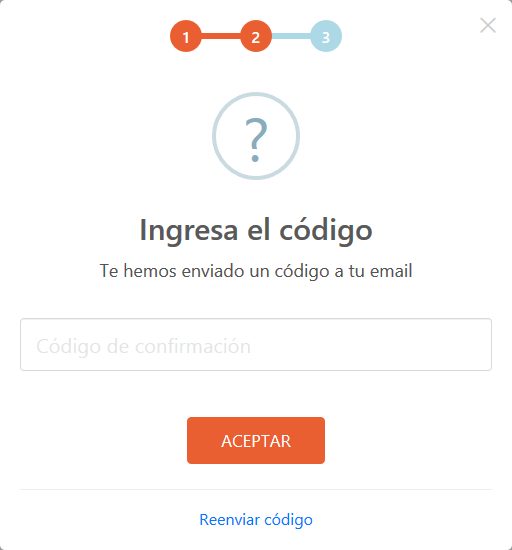 1 2 3
?
Ingresa el código
Te hemos enviado un código a tu email
Código de confirmación
ACEPTAR
Reenviar código